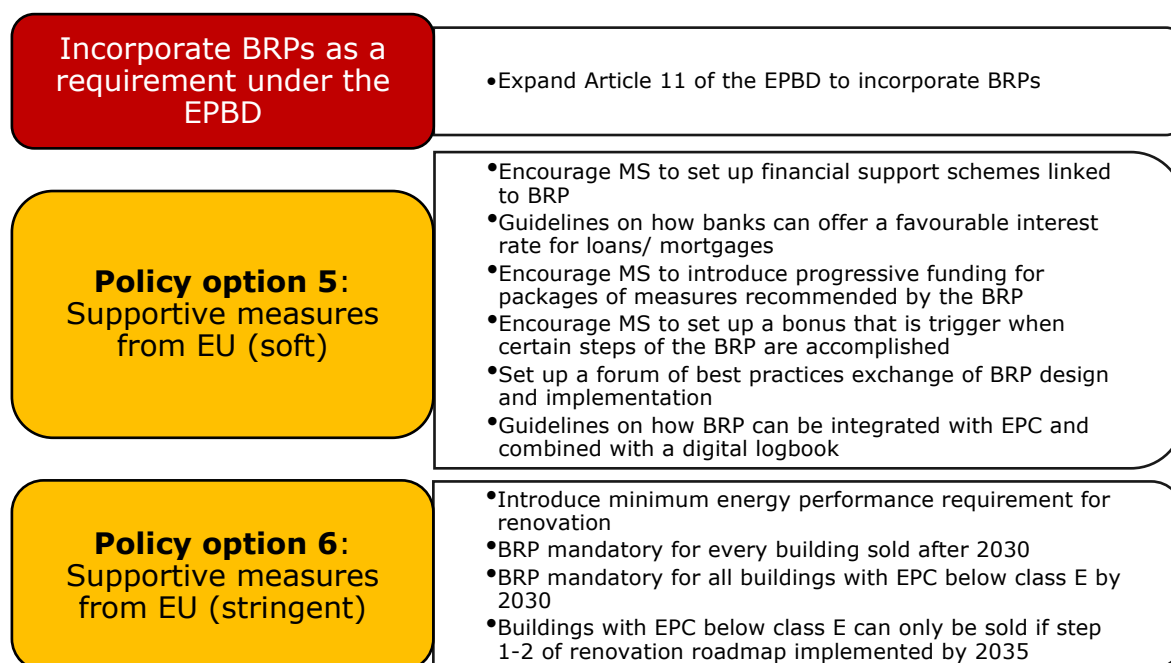 Incorporate BRPs as a
requirement under the
EPBD
•Expand Article 11 of the EPBD to incorporate BRPs
Policy option 5:
Supportive measures
from EU (soft)
•Encourage MS to set up financial support schemes linked
to BRP
•Guidelines on how banks can offer a favourable interest
rate for loans/ mortgages
•Encourage MS to introduce progressive funding for
packages of measures recommended by the BRP
•Encourage MS to set up a bonus that is trigger when
certain steps of the BRP are accomplished
•Set up a forum of best practices exchange of BRP design
and implementation
•Guidelines on how BRP can be integrated with EPC and
combined with a digital logbook
Policy option 6:
Supportive measures
from EU (stringent)
•Introduce minimum energy performance requirement for
renovation
•BRP mandatory for every building sold after 2030
•BRP mandatory for all buildings with EPC below class E by
2030
•Buildings with EPC below class E can only be sold if step
1-2 of renovation roadmap implemented by 2035